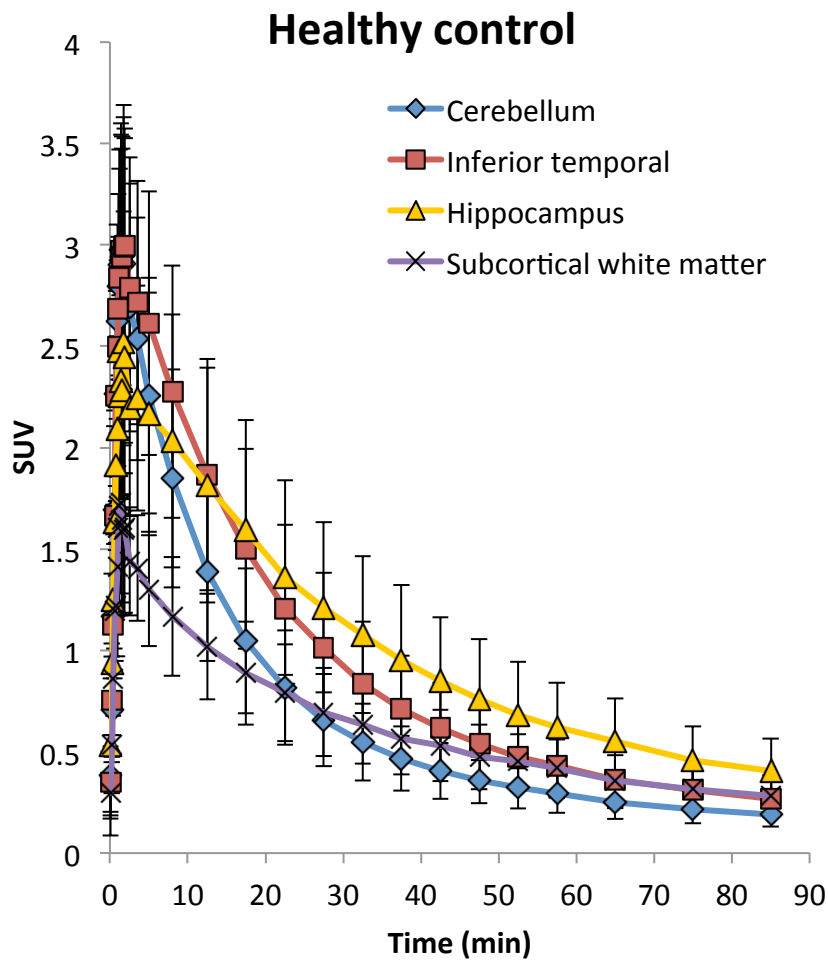 Healthy control
4
3.5
3
2.5
2
1.5
1
0.5
0
SUV
Cerebellum
Inferior temporal
Hippocampus
Subcortical white matter
0 10 20 30 40 50 60 70 80 90
Time (min)